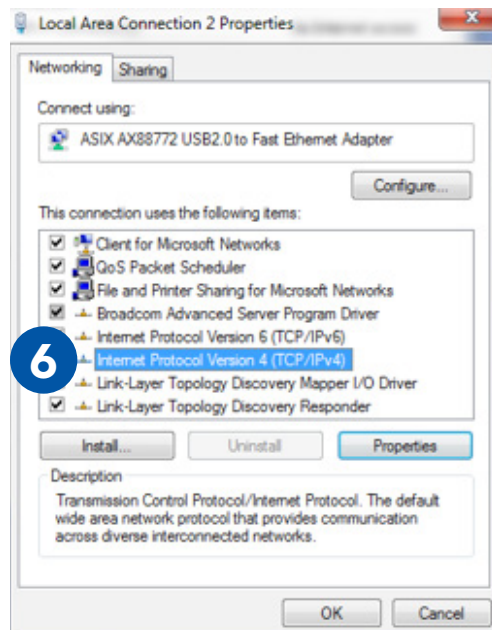 Local Area Connection 2 Properties
Networking Sharing
Connect using:
ASIX AX88772 USB2.0 to Fast Ethernet Adapter
Configure...
This connection uses the following items:
Client for Microsoft Networks
QoS Packet Scheduler
File and Printer Sharing for Microsoft Networks
Broadcom Advanced Server Program Driver
Internet Protocol Version 6 (TCP/IPv6)
6 Internet Protocol Version 4 (TCP/IPv4)
Link-Layer Topology Discovery Mapper I/O Driver
Link-Layer Topology Discovery Responder
Install... Uninstall Properties
Description
Transmission Control Protocol/Internet Protocol. The default
wide area network protocol that provides communication
across diverse interconnected networks.
OK Cancel